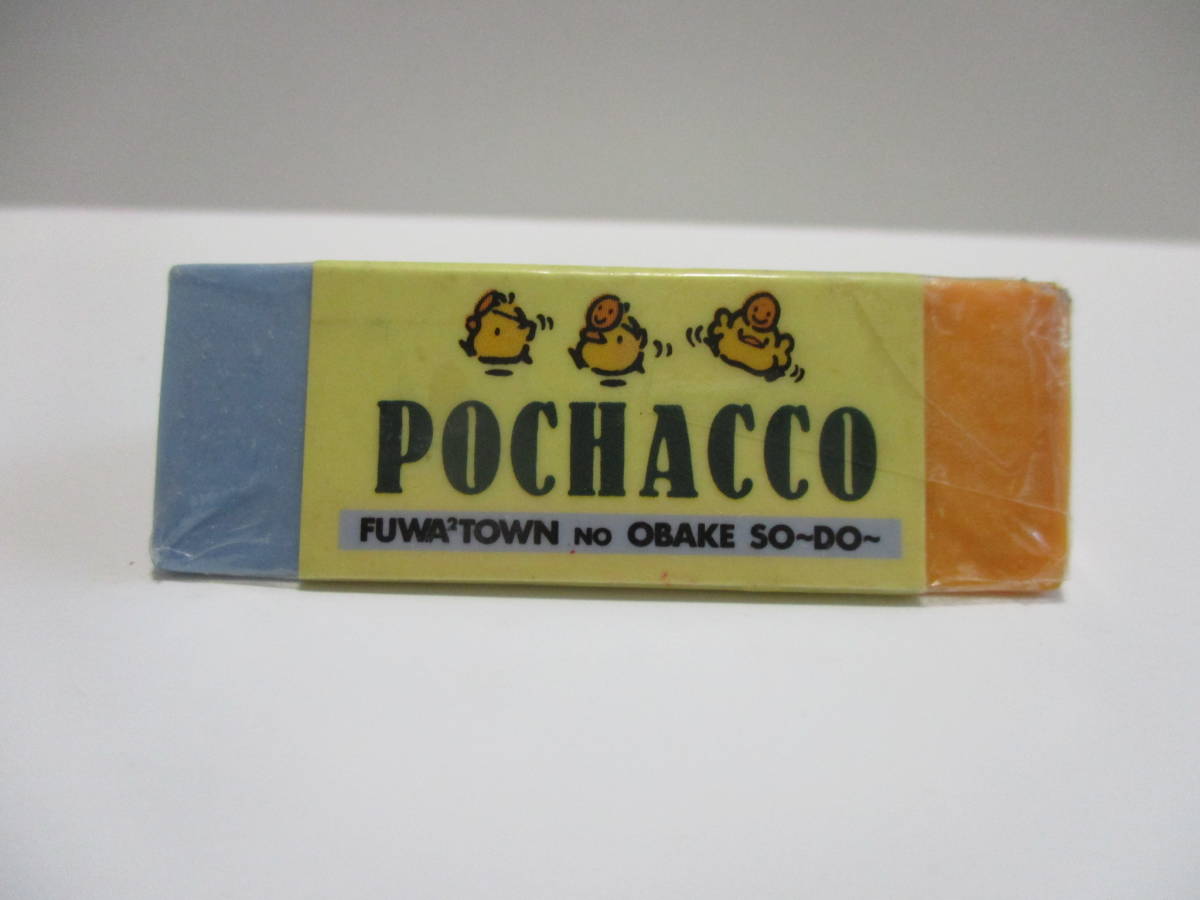 POCHACCO
FUWA²TOWN NO OBAKE SO~DO~